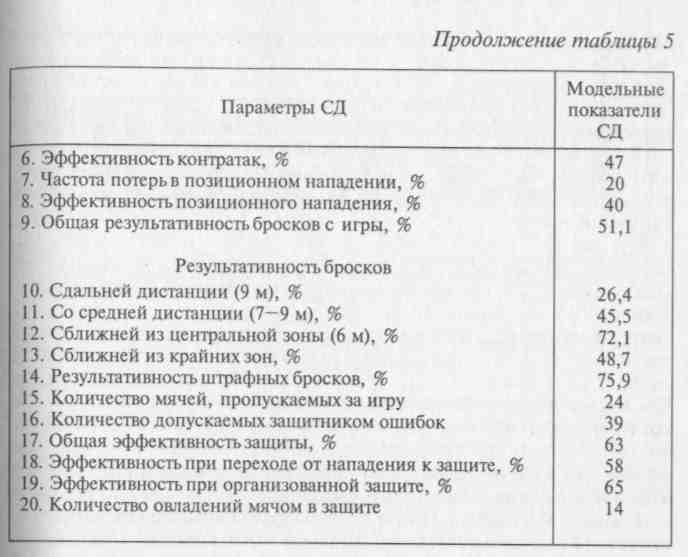 Продолжение таблицы 5
Параметры СД
Модельные
показатели
СД
6. Эффективность контратак, % 47
7. Частота потерь в позиционном нападении, % 20
8. Эффективность позиционного нападения, % 40
9. Общая результативность бросков с игры, % 51,1
Результативность бросков
10. Сдальней дистанции (9 м), % 26,4
11. Со средней дистанции (7—9 м), % 45,5
12. Сближней из центральной зоны (6 м), % 72,1
13. Сближней из крайних зон, % 48,7
14. Результативность штрафных бросков, % 75,9
15. Количество мячей, пропускаемых за игру 24
16. Количество допускаемых защитником ошибок 39
17. Общая эффективность защиты, % 63
18. Эффективность при переходе от нападения к защите, % 58
19. Эффективность при организованной защите, % 65
20. Количество овладений мячом в защите 14